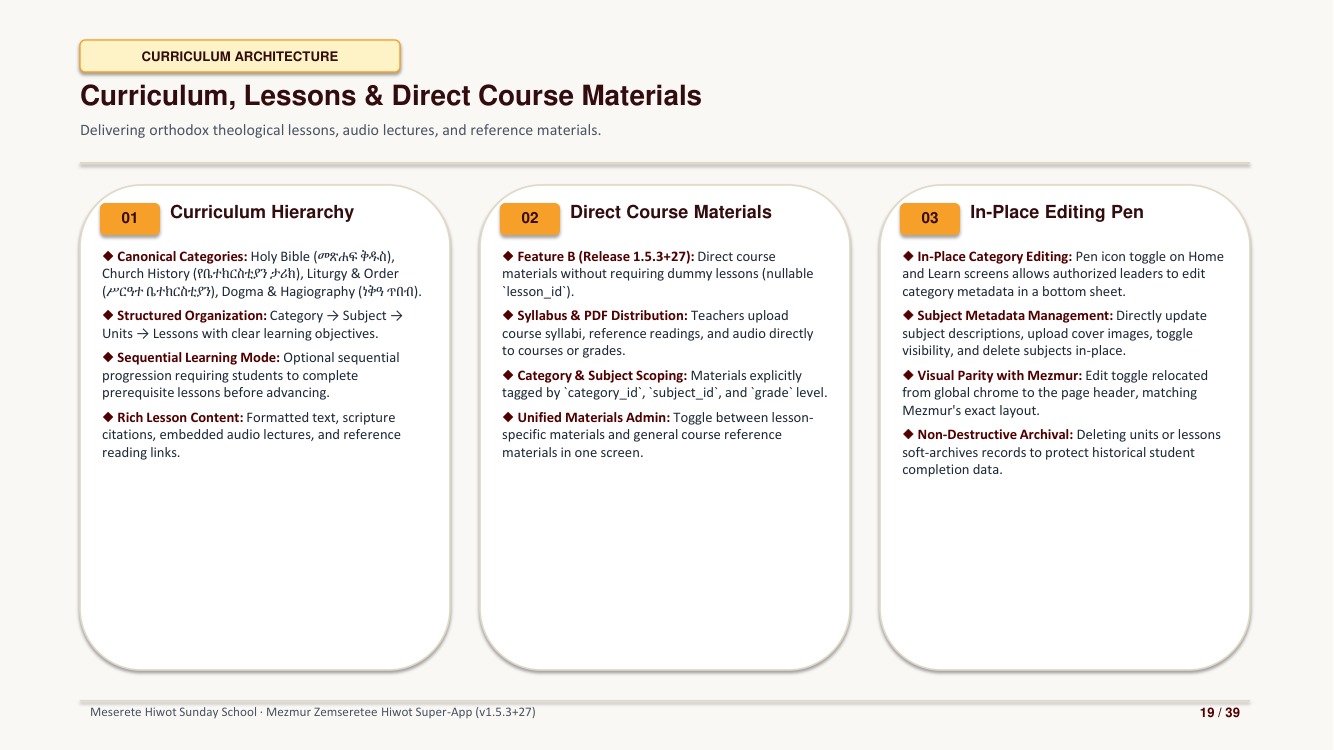 CURRICULUM ARCHITECTURE
Curriculum, Lessons & Direct Course Materials
Delivering orthodox theological lessons, audio lectures, and reference materials.
01
Curriculum Hierarchy
◆ Canonical Categories: Holy Bible (መጽሐፍ ቅዱስ),
Church History (የቤተክርስቲያን ታሪክ), Liturgy & Order
(ሥርዓተ ቤተክርስቲያን), Dogma & Hagiography (ነቅዓ ጥበብ).
◆ Structured Organization: Category → Subject →
Units → Lessons with clear learning objectives.
◆ Sequential Learning Mode: Optional sequential
progression requiring students to complete
prerequisite lessons before advancing.
◆ Rich Lesson Content: Formatted text, scripture
citations, embedded audio lectures, and reference
reading links.
02
Direct Course Materials
◆ Feature B (Release 1.5.3+27): Direct course
materials without requiring dummy lessons (nullable
`lesson_id`).
◆ Syllabus & PDF Distribution: Teachers upload
course syllabi, reference readings, and audio directly
to courses or grades.
◆ Category & Subject Scoping: Materials explicitly
tagged by `category_id`, `subject_id`, and `grade` level.
◆ Unified Materials Admin: Toggle between lesson-
specific materials and general course reference
materials in one screen.
03
In-Place Editing Pen
◆ In-Place Category Editing: Pen icon toggle on Home
and Learn screens allows authorized leaders to edit
category metadata in a bottom sheet.
◆ Subject Metadata Management: Directly update
subject descriptions, upload cover images, toggle
visibility, and delete subjects in-place.
◆ Visual Parity with Mezmur: Edit toggle relocated
from global chrome to the page header, matching
Mezmur's exact layout.
◆ Non-Destructive Archival: Deleting units or lessons
soft-archives records to protect historical student
completion data.
Meserete Hiwot Sunday School · Mezmur Zemseretee Hiwot Super-App (v1.5.3+27)
19 / 39